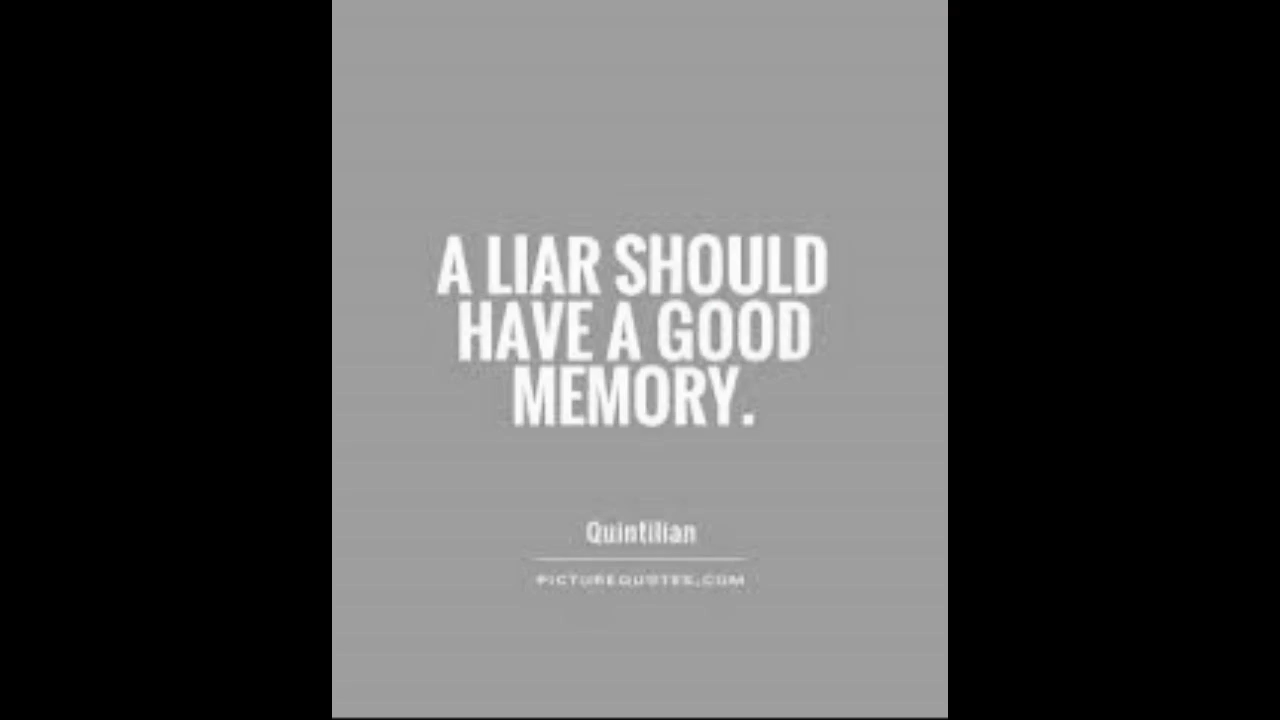 A LIAR SHOULD
HAVE A GOOD
MEMORY.
Quintilian
PICTUREQUOTES.COM